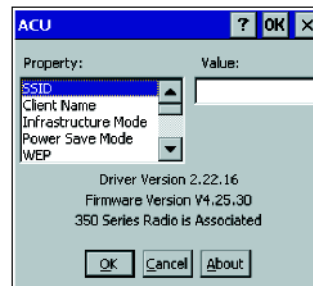 ACU ? OK ×
Property: Value:
SSID
Client Name
Infrastructure Mode
Power Save Mode
WEP
Driver Version 2.22.16
Firmware Version V4.25.30
350 Series Radio is Associated
OK Cancel About